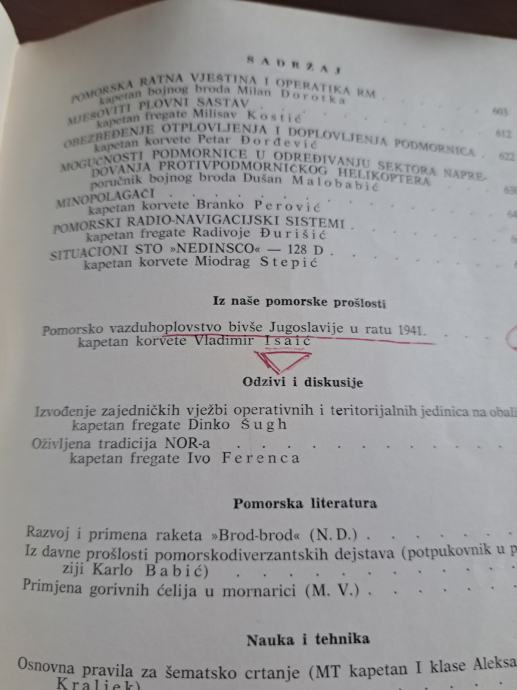 SADRŽAJ
POMORSKA RATNA VJEŠTINA I OPERATIKA RM
kapetan bojnog broda Milan Dorotka . . . 603
MJEŠOVITI PLOVNI SASTAV
kapetan fregate Milisav Kostić . . . 612
OBEZBEĐENJE OTPLOVLJENJA I DOPLOVLJENJA PODMORNICA . 622
kapetan korvete Petar Đorđević
MOGUĆNOSTI PODMORNICE U ODREĐIVANJU SEKTORA NAPRE-
DOVANJA PROTIVPODMORNIČKOG HELIKOPTERA
poručnik bojnog broda Dušan Malobabić
MINOPOLAGAČI
kapetan korvete Branko Perović
POMORSKI RADIO-NAVIGACIJSKI SISTEMI
kapetan fregate Radivoje Đurišić
SITUACIONI STO »NEDINSCO« — 128 D
kapetan korvete Miodrag Stepić
Iz naše pomorske prošlosti
Pomorsko vazduhoplovstvo bivše Jugoslavije u ratu 1941.
kapetan korvete Vladimir Isaić
Odzivi i diskusije
Izvođenje zajedničkih vježbi operativnih i teritorijalnih jedinica na obali
kapetan fregate Dinko Šugh
Oživljena tradicija NOR-a
kapetan fregate Ivo Ferenca
Pomorska literatura
Razvoj i primena raketa »Brod-brod« (N. D.)
Iz davne prošlosti pomorskodiverzantskih dejstava (potpukovnik u p
ziji Karlo Babić)
Primjena gorivnih ćelija u mornarici (M. V.)
Nauka i tehnika
Osnovna pravila za šematsko crtanje (MT kapetan I klase Aleksa
Kraljek)